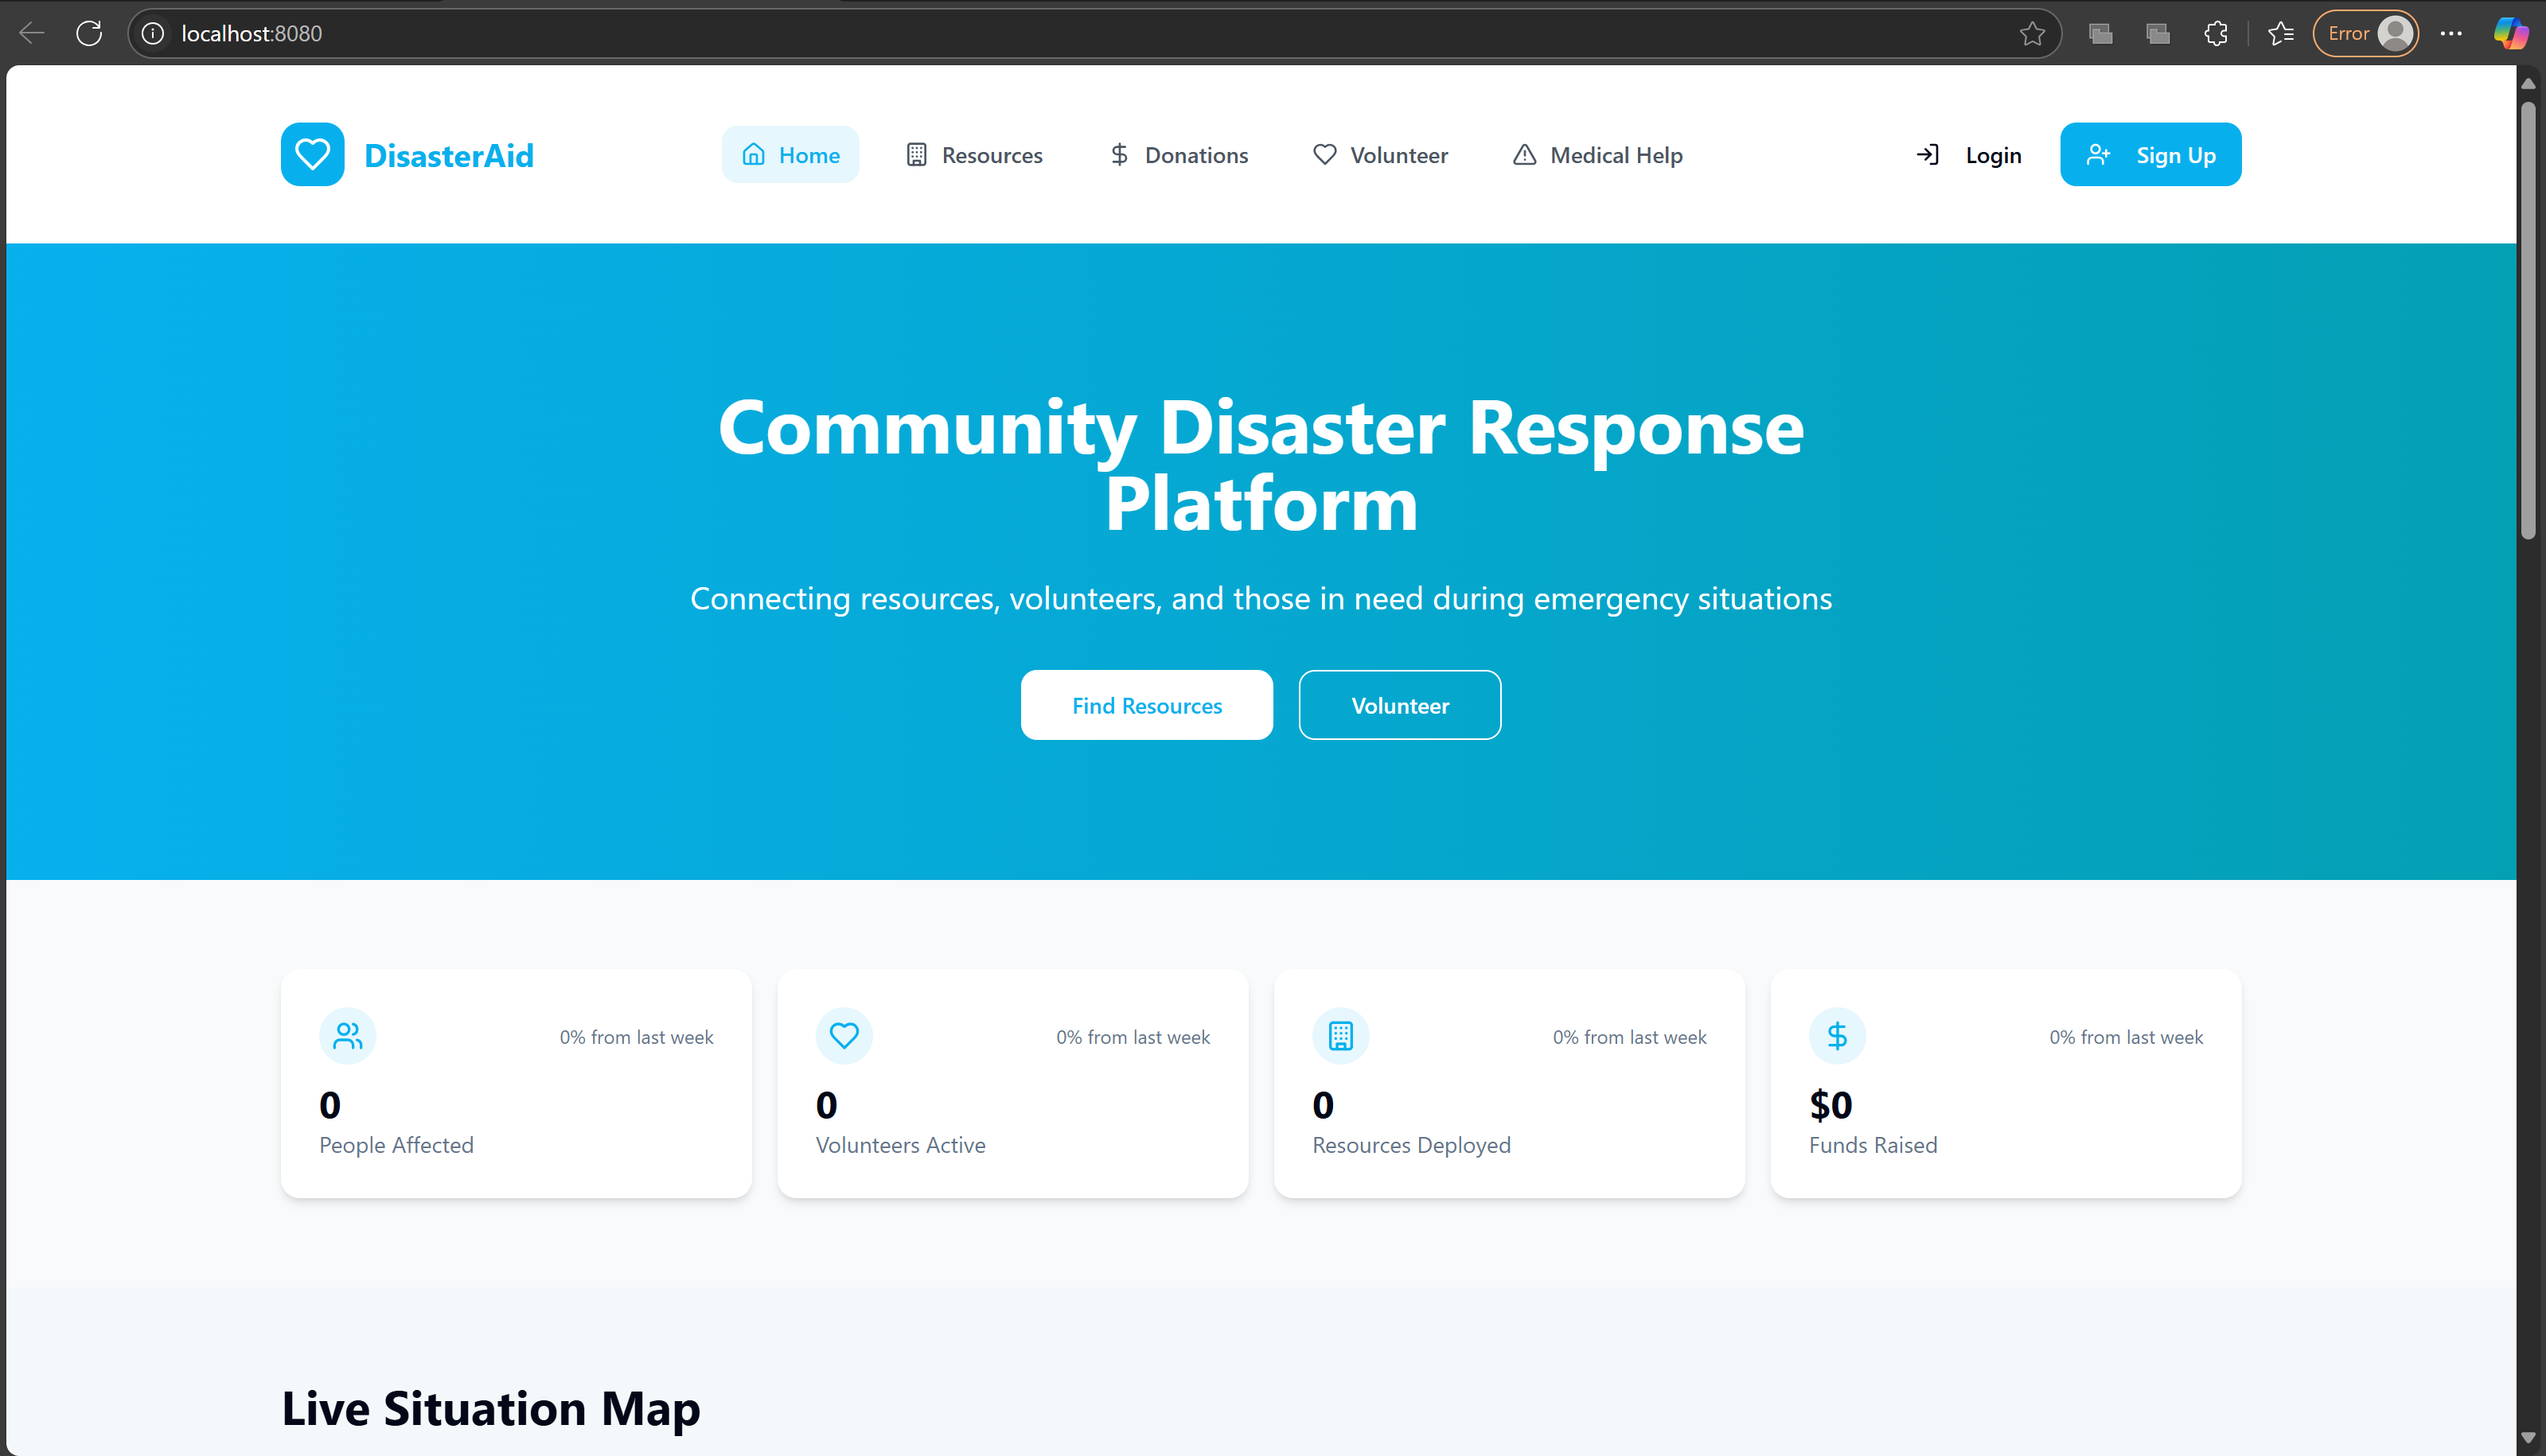 localhost:8080
Error
DisasterAid
Home
Resources
Donations
Volunteer
Medical Help
Login
Sign Up
Community Disaster Response
Platform
Connecting resources, volunteers, and those in need during emergency situations
Find Resources
Volunteer
0% from last week
0
People Affected
0% from last week
0
Volunteers Active
0% from last week
0
Resources Deployed
0% from last week
$0
Funds Raised
Live Situation Map